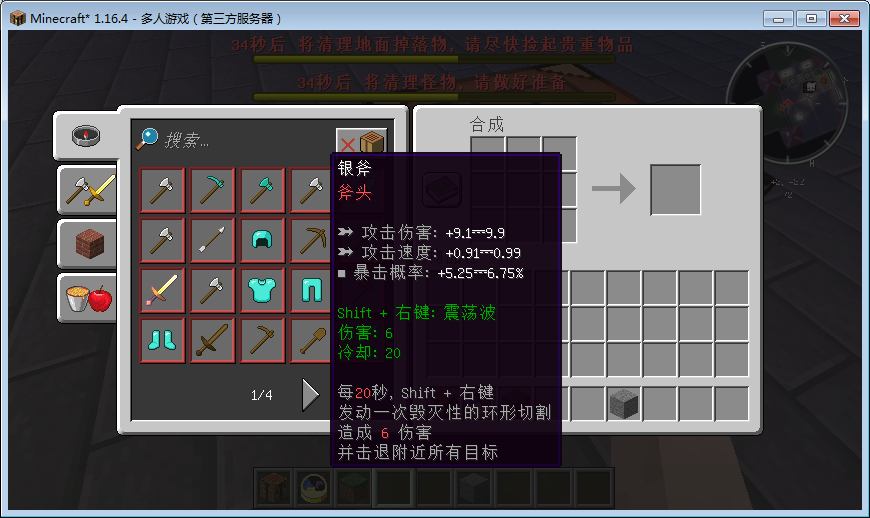 Minecraft* 1.16.4 - 多人游戏（第三方服务器）
34秒后 将清理地面掉落物, 请尽快捡起贵重物品
34秒后 将清理怪物, 请做好准备
搜索...
合成
银斧
斧头
攻击伤害: +9.1—9.9
攻击速度: +0.91—0.99
暴击概率: +5.25—6.75%
Shift + 右键: 震荡波
伤害: 6
冷却: 20
每20秒, Shift + 右键
发动一次毁灭性的环形切割
造成 6 伤害
并击退附近所有目标
1/4